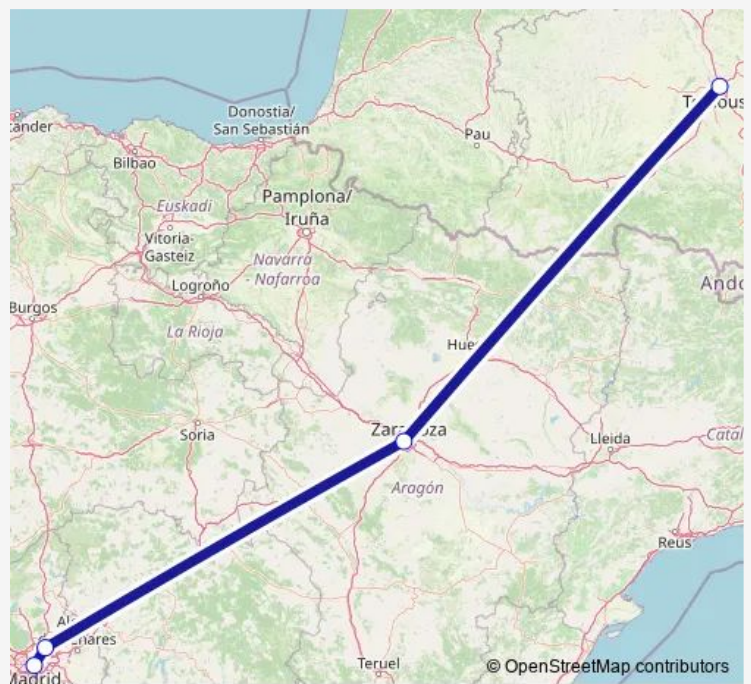 Donostia/
San Sebastián
Bilbao
Pau
Euskadi
Pamplona/
Iruña
Vitoria-
Gasteiz
Navarra
- Nafarroa
Logroño
Burgos
La Rioja
Soria
Lleida
Aragón
Reus
Teruel
Madrid
© OpenStreetMap contributors